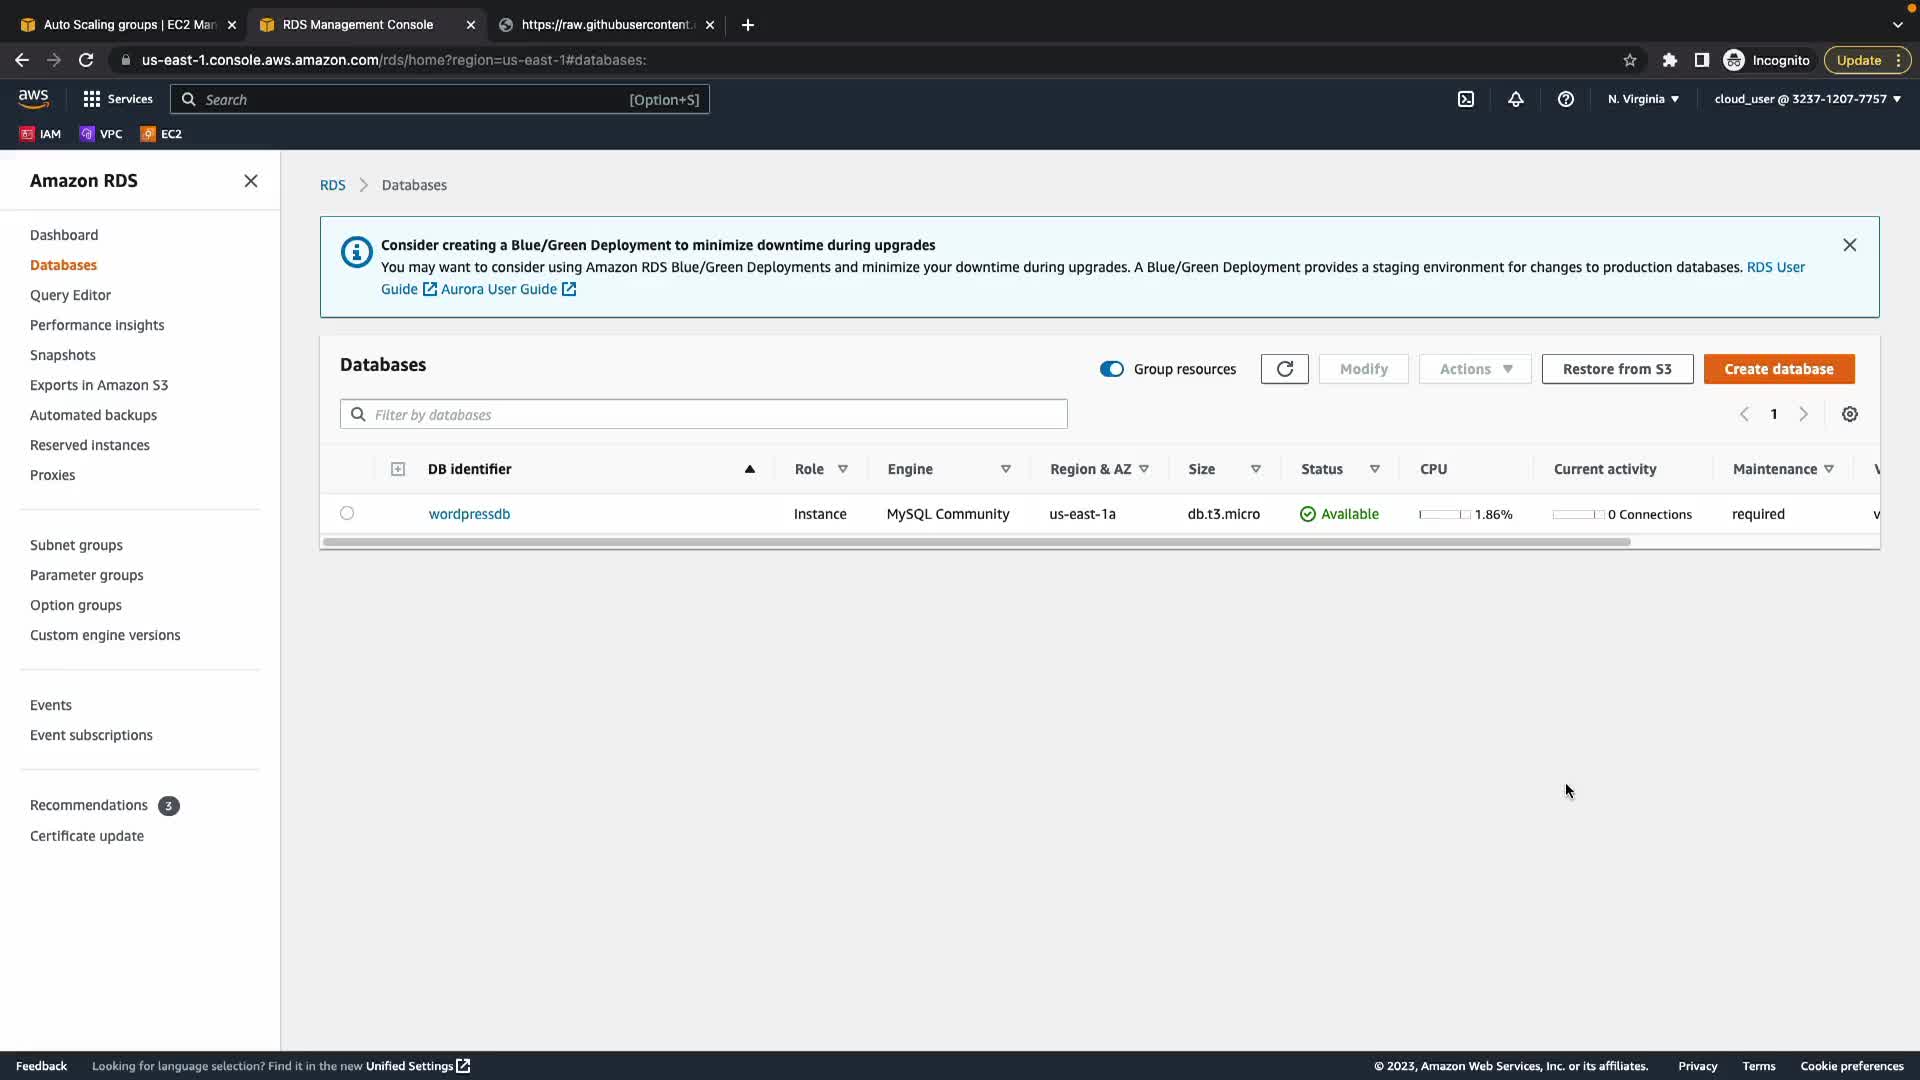 Auto Scaling groups | EC2 Man
RDS Management Console
https://raw.githubusercontent.
us-east-1.console.aws.amazon.com/rds/home?region=us-east-1#databases:
Incognito
Update
aws
Services
Search
[Option+S]
N. Virginia
cloud_user @ 3237-1207-7757
IAM
VPC
EC2
Amazon RDS
Dashboard
Databases
Query Editor
Performance insights
Snapshots
Exports in Amazon S3
Automated backups
Reserved instances
Proxies
Subnet groups
Parameter groups
Option groups
Custom engine versions
Events
Event subscriptions
Recommendations 3
Certificate update
RDS
Databases
Consider creating a Blue/Green Deployment to minimize downtime during upgrades
You may want to consider using Amazon RDS Blue/Green Deployments and minimize your downtime during upgrades. A Blue/Green Deployment provides a staging environment for changes to production databases. RDS User
Guide Aurora User Guide
Databases
Group resources
Modify
Actions
Restore from S3
Create database
Filter by databases
1
DB identifier Role Engine Region & AZ Size Status CPU Current activity Maintenance V
wordpressdb Instance MySQL Community us-east-1a db.t3.micro Available 1.86% 0 Connections required v
Feedback
Looking for language selection? Find it in the new Unified Settings
© 2023, Amazon Web Services, Inc. or its affiliates.
Privacy
Terms
Cookie preferences